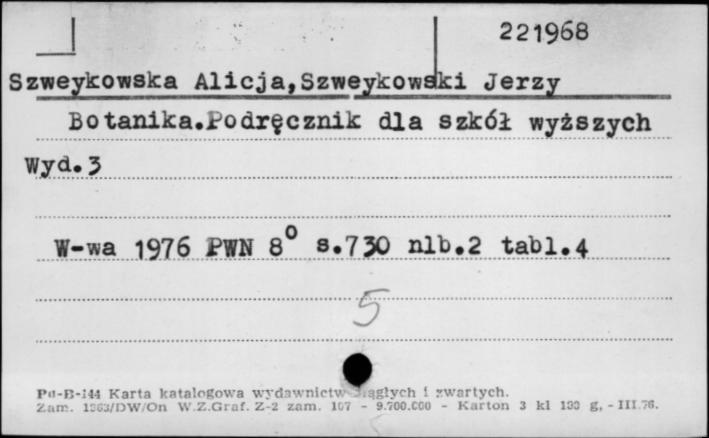 221968
Szweykowska Alicja,Szweykowski Jerzy
Botanika.Podręcznik dla szkół wyższych
Wyd.3
W-wa 1976 PWN 8° s.730 nlb.2 tabl.4
5
Pu-B-144 Karta katalogowa wydawnictw ciągłych i zwartych.
Zam. 1363/DW/On W.Z.Graf. Z-2 zam. 107 - 9.700.000 - Karton 3 kl 130 g, - III.76.